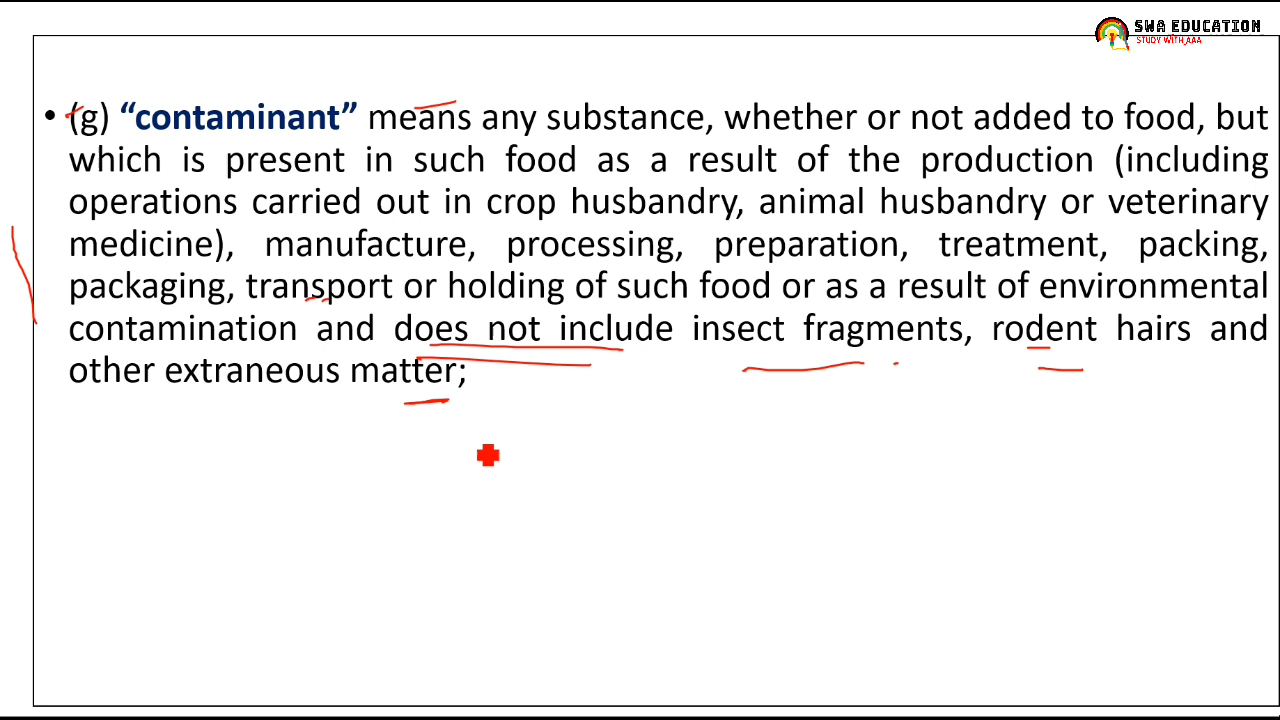 SWA EDUCATION
STUDY WITH AAA
• (g) “contaminant” means any substance, whether or not added to food, but
which is present in such food as a result of the production (including
operations carried out in crop husbandry, animal husbandry or veterinary
medicine), manufacture, processing, preparation, treatment, packing,
packaging, transport or holding of such food or as a result of environmental
contamination and does not include insect fragments, rodent hairs and
other extraneous matter;